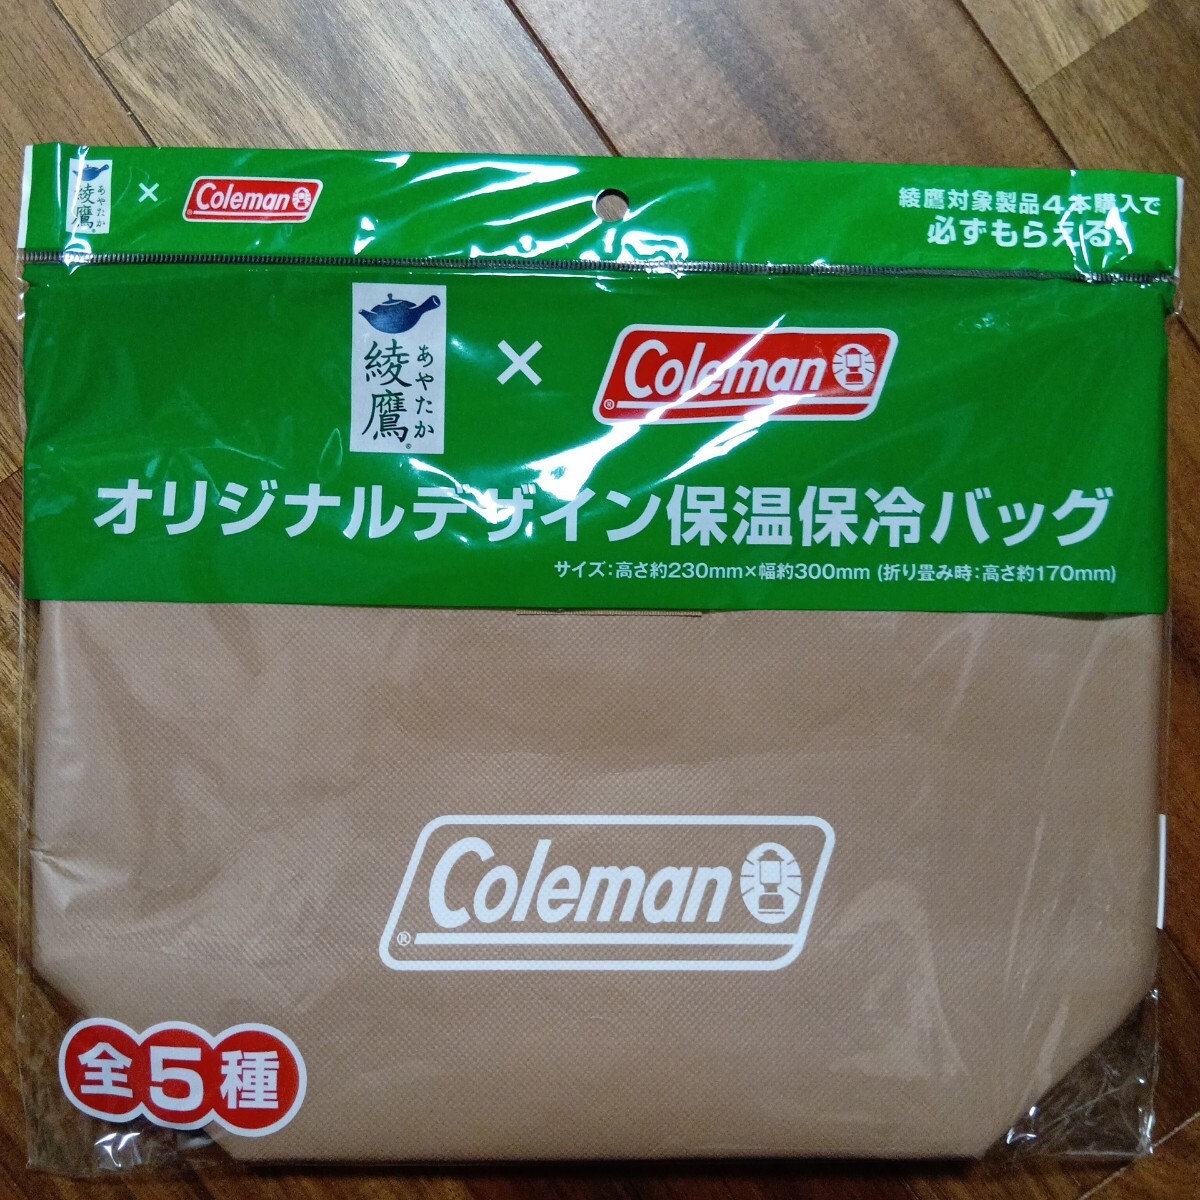 綾鷹 あやたか ® × Coleman ®
綾鷹対象製品4本購入で
必ずもらえる!
綾鷹 あやたか ® × Coleman ®
オリジナルデザイン保温保冷バッグ
サイズ:高さ約230mm×幅約300mm (折り畳み時:高さ約170mm)
Coleman
®
全5種